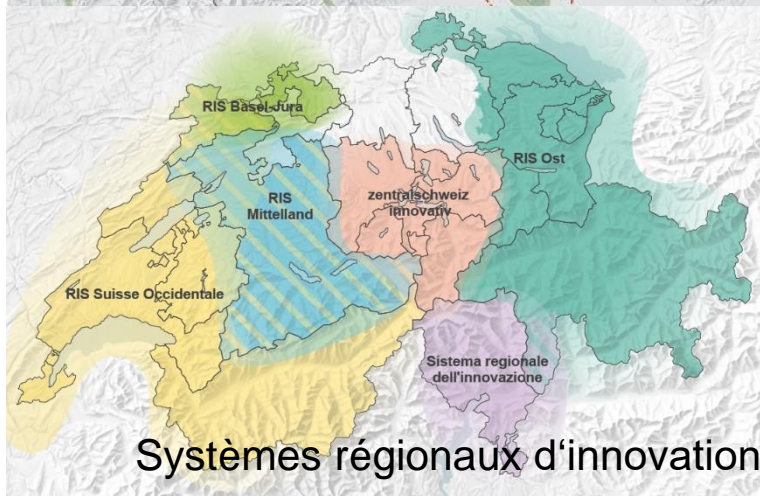 RIS Basel-Jura
RIS Ost
RIS
Mittelland
zentralschweiz
innovativ
RIS Suisse Occidentale
Sistema regionale
dell'innovazione
Systèmes régionaux d‘innovation